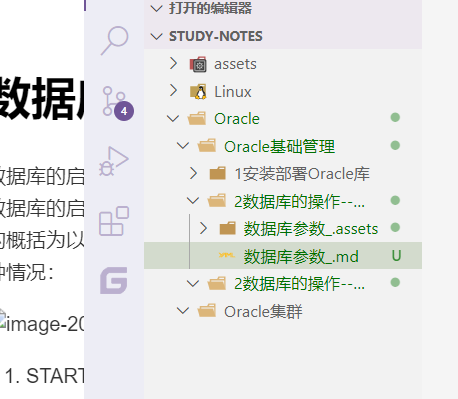 打开的编辑器
STUDY-NOTES
assets
Linux
Oracle
Oracle基础管理
1安装部署Oracle库
2数据库的操作--...
数据库参数_.assets
数据库参数_.md U
2数据库的操作--...
Oracle集群
4
数据
数据库的启
数据库的启
的概括为以
种情况：
image-20
1. START